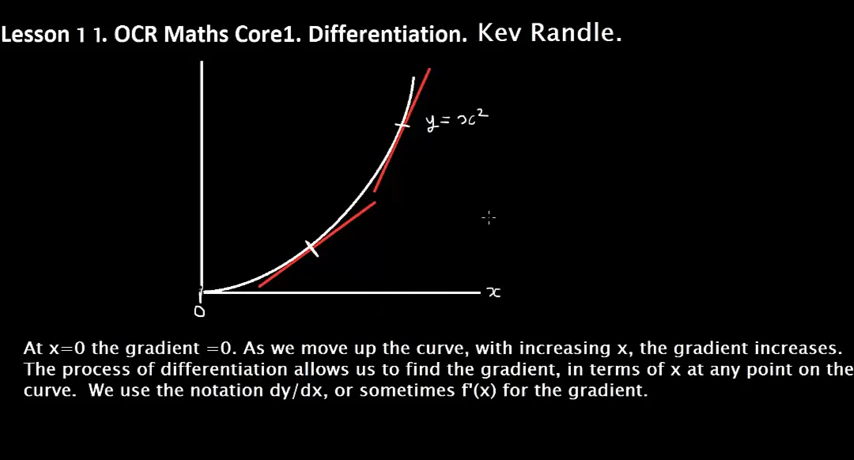 Lesson 11. OCR Maths Core1. Differentiation. Kev Randle.
y = x²
x
0
At x=0 the gradient =0. As we move up the curve, with increasing x, the gradient increases.
The process of differentiation allows us to find the gradient, in terms of x at any point on the
curve. We use the notation dy/dx, or sometimes f'(x) for the gradient.